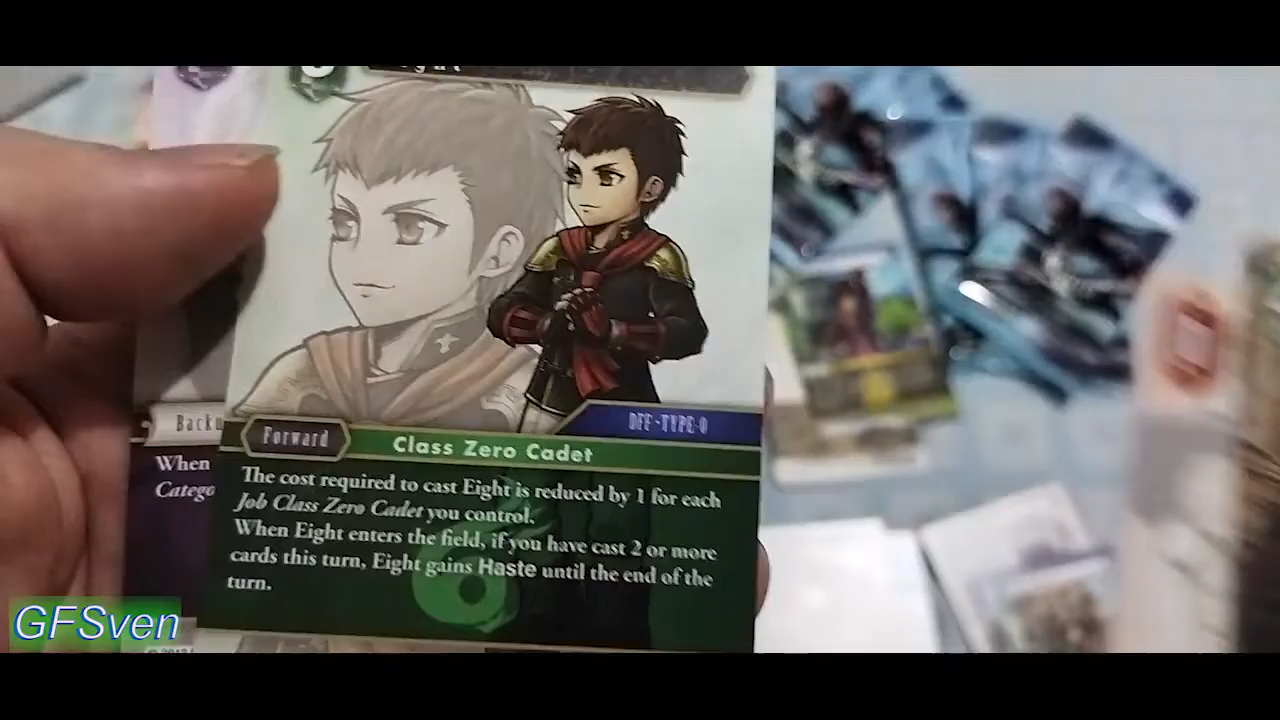 DFF·TYPE-0
Forward
Class Zero Cadet
The cost required to cast Eight is reduced by 1 for each
Job Class Zero Cadet you control.
When Eight enters the field, if you have cast 2 or more
cards this turn, Eight gains Haste until the end of the
turn.
Backu
When
Catego
GFSven